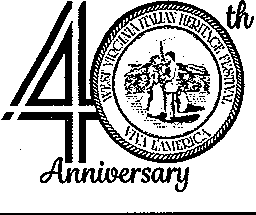 40th
WEST VIRGINIA ITALIAN HERITAGE FESTIVAL
VIVA L'AMERICA
Anniversary